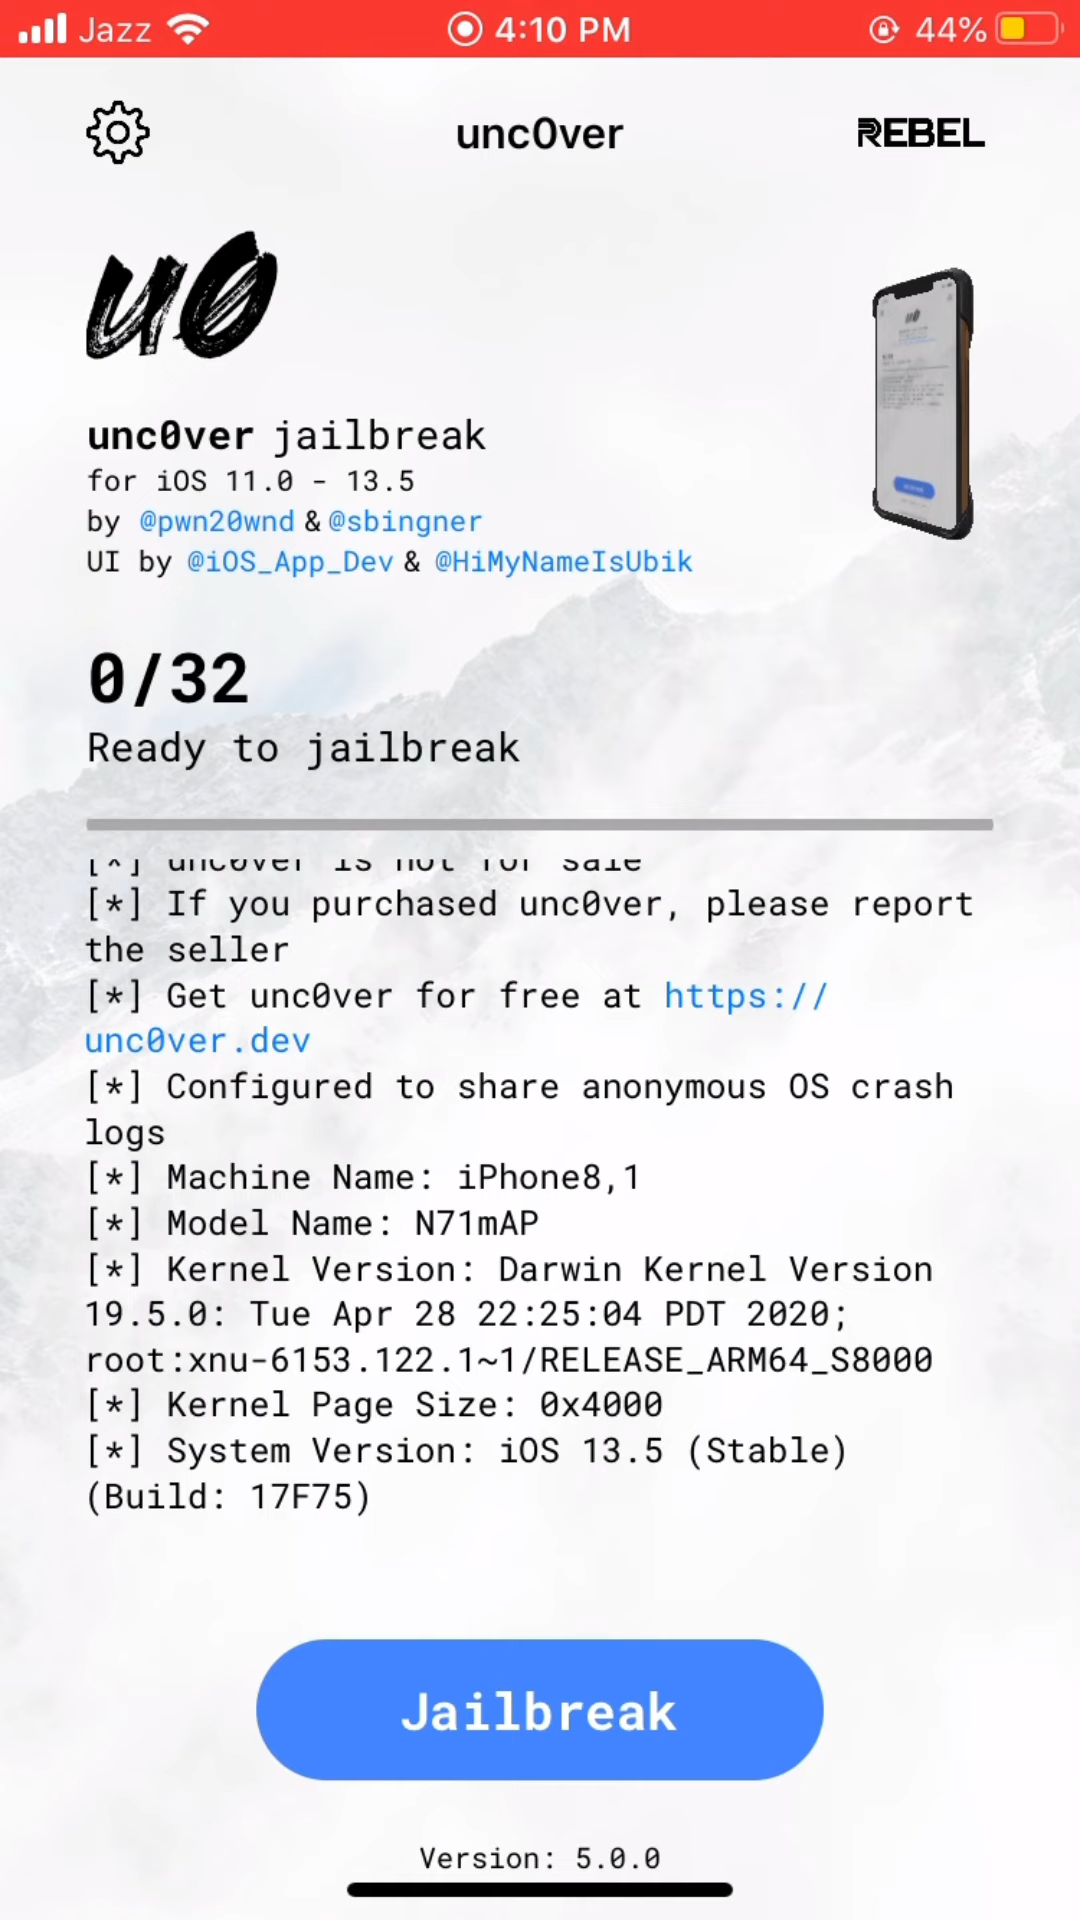 Jazz 4:10 PM 44%
unc0ver REBEL
u0
unc0ver jailbreak
for iOS 11.0 - 13.5
by @pwn20wnd & @sbingner
UI by @iOS_App_Dev & @HiMyNameIsUbik
0/32
Ready to jailbreak
[*] unc0ver is not for sale
[*] If you purchased unc0ver, please report
the seller
[*] Get unc0ver for free at https://
unc0ver.dev
[*] Configured to share anonymous OS crash
logs
[*] Machine Name: iPhone8,1
[*] Model Name: N71mAP
[*] Kernel Version: Darwin Kernel Version
19.5.0: Tue Apr 28 22:25:04 PDT 2020;
root:xnu-6153.122.1~1/RELEASE_ARM64_S8000
[*] Kernel Page Size: 0x4000
[*] System Version: iOS 13.5 (Stable)
(Build: 17F75)
Jailbreak
Version: 5.0.0